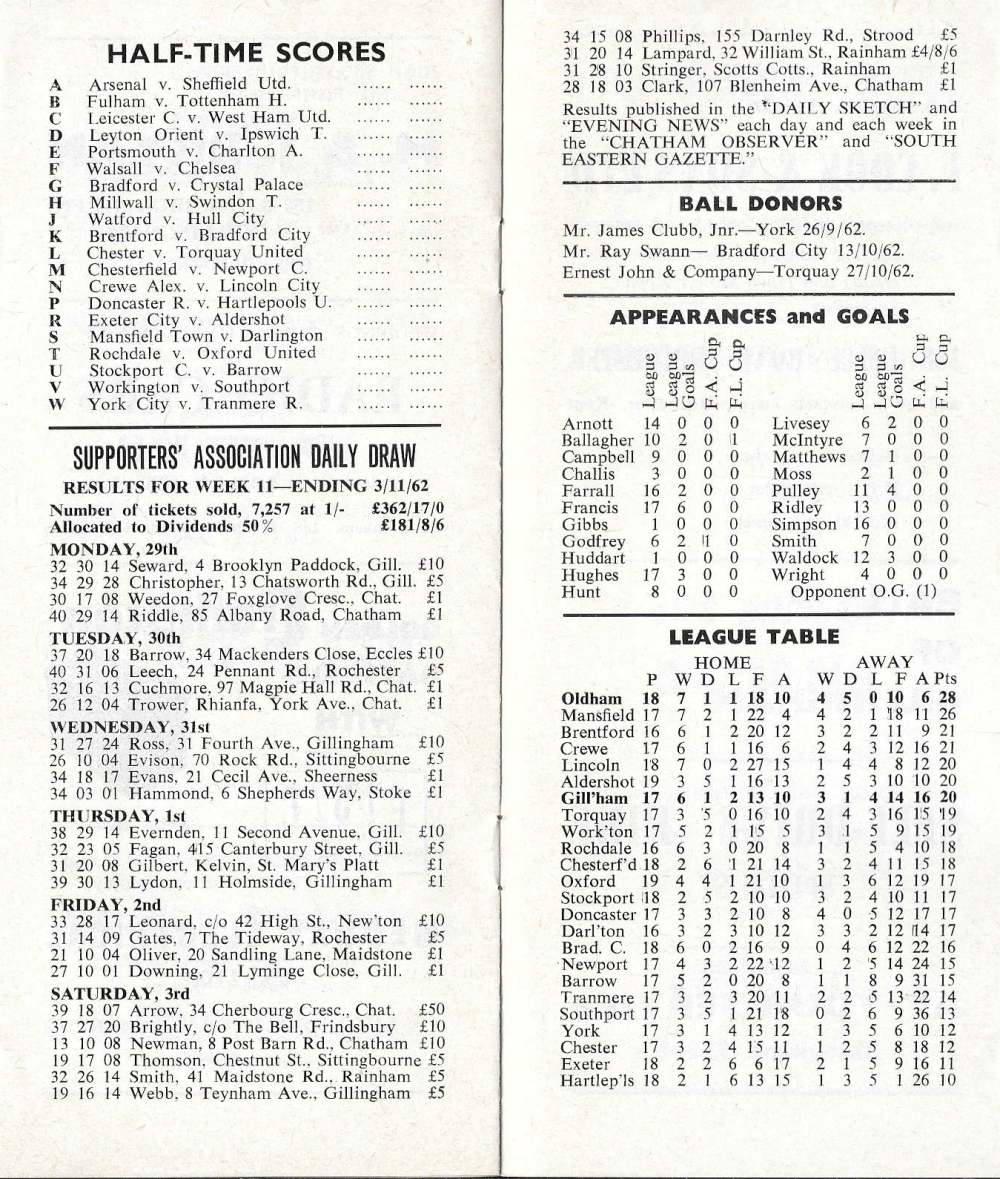 HALF-TIME SCORES
A Arsenal v. Sheffield Utd. ...... ......
B Fulham v. Tottenham H. ...... ......
C Leicester C. v. West Ham Utd. ...... ......
D Leyton Orient v. Ipswich T. ...... ......
E Portsmouth v. Charlton A. ...... ......
F Walsall v. Chelsea ...... ......
G Bradford v. Crystal Palace ...... ......
H Millwall v. Swindon T. ...... ......
J Watford v. Hull City ...... ......
K Brentford v. Bradford City ...... ......
L Chester v. Torquay United ...... ......
M Chesterfield v. Newport C. ...... ......
N Crewe Alex. v. Lincoln City ...... ......
P Doncaster R. v. Hartlepools U. ...... ......
R Exeter City v. Aldershot ...... ......
S Mansfield Town v. Darlington ...... ......
T Rochdale v. Oxford United ...... ......
U Stockport C. v. Barrow ...... ......
V Workington v. Southport ...... ......
W York City v. Tranmere R. ...... ......
SUPPORTERS' ASSOCIATION DAILY DRAW
RESULTS FOR WEEK 11—ENDING 3/11/62
Number of tickets sold, 7,257 at 1/- £362/17/0
Allocated to Dividends 50% £181/8/6
MONDAY, 29th
32 30 14 Seward, 4 Brooklyn Paddock, Gill. £10
34 29 28 Christopher, 13 Chatsworth Rd., Gill. £5
30 17 08 Weedon, 27 Foxglove Cresc., Chat. £1
40 29 14 Riddle, 85 Albany Road, Chatham £1
TUESDAY, 30th
37 20 18 Barrow, 34 Mackenders Close, Eccles £10
40 31 06 Leech, 24 Pennant Rd., Rochester £5
32 16 13 Cuchmore, 97 Magpie Hall Rd., Chat. £1
26 12 04 Trower, Rhianfa, York Ave., Chat. £1
WEDNESDAY, 31st
31 27 24 Ross, 31 Fourth Ave., Gillingham £10
26 10 04 Evison, 70 Rock Rd., Sittingbourne £5
34 18 17 Evans, 21 Cecil Ave., Sheerness £1
34 03 01 Hammond, 6 Shepherds Way, Stoke £1
THURSDAY, 1st
38 29 14 Evernden, 11 Second Avenue, Gill. £10
32 23 05 Fagan, 415 Canterbury Street, Gill. £5
31 20 08 Gilbert, Kelvin, St. Mary's Platt £1
39 30 13 Lydon, 11 Holmside, Gillingham £1
FRIDAY, 2nd
33 28 17 Leonard, c/o 42 High St., New'ton £10
31 14 09 Gates, 7 The Tideway, Rochester £5
21 10 04 Oliver, 20 Sandling Lane, Maidstone £1
27 10 01 Downing, 21 Lyminge Close, Gill. £1
SATURDAY, 3rd
39 18 07 Arrow, 34 Cherbourg Cresc., Chat. £50
37 27 20 Brightly, c/o The Bell, Frindsbury £10
13 10 08 Newman, 8 Post Barn Rd., Chatham £10
19 17 08 Thomson, Chestnut St., Sittingbourne £5
32 26 14 Smith, 41 Maidstone Rd., Rainham £5
19 16 14 Webb, 8 Teynham Ave., Gillingham £5
34 15 08 Phillips, 155 Darnley Rd., Strood £5
31 20 14 Lampard, 32 William St., Rainham £4/8/6
31 28 10 Stringer, Scotts Cotts., Rainham £1
28 18 03 Clark, 107 Blenheim Ave., Chatham £1
Results published in the "DAILY SKETCH" and
"EVENING NEWS" each day and each week in
the "CHATHAM OBSERVER" and "SOUTH
EASTERN GAZETTE."
BALL DONORS
Mr. James Clubb, Jnr.—York 26/9/62.
Mr. Ray Swann— Bradford City 13/10/62.
Ernest John & Company—Torquay 27/10/62.
APPEARANCES and GOALS
League League Goals F.A. Cup F.L. Cup League League Goals F.A. Cup F.L. Cup
Arnott 14 0 0 0 Livesey 6 2 0 0
Ballagher 10 2 0 1 McIntyre 7 0 0 0
Campbell 9 0 0 0 Matthews 7 1 0 0
Challis 3 0 0 0 Moss 2 1 0 0
Farrall 16 2 0 0 Pulley 11 4 0 0
Francis 17 6 0 0 Ridley 13 0 0 0
Gibbs 1 0 0 0 Simpson 16 0 0 0
Godfrey 6 2 1 0 Smith 7 0 0 0
Huddart 1 0 0 0 Waldock 12 3 0 0
Hughes 17 3 0 0 Wright 4 0 0 0
Hunt 8 0 0 0 Opponent O.G. (1)
LEAGUE TABLE
HOME AWAY
P W D L F A W D L F A Pts
Oldham 18 7 1 1 18 10 4 5 0 10 6 28
Mansfield 17 7 2 1 22 4 4 2 1 18 11 26
Brentford 16 6 1 2 20 12 3 2 2 11 9 21
Crewe 17 6 1 1 16 6 2 4 3 12 16 21
Lincoln 18 7 0 2 27 15 1 4 4 8 12 20
Aldershot 19 3 5 1 16 13 2 5 3 10 10 20
Gill'ham 17 6 1 2 13 10 3 1 4 14 16 20
Torquay 17 3 5 0 16 10 2 4 3 16 15 19
Work'ton 17 5 2 1 15 5 3 1 5 9 15 19
Rochdale 16 6 3 0 20 8 1 1 5 4 10 18
Chesterf'd 18 2 6 1 21 14 3 2 4 11 15 18
Oxford 19 4 4 1 21 10 1 3 6 12 19 17
Stockport 18 2 5 2 10 10 3 2 4 10 11 17
Doncaster 17 3 3 2 10 8 4 0 5 12 17 17
Darl'ton 16 3 2 3 10 12 3 3 2 12 14 17
Brad. C. 18 6 0 2 16 9 0 4 6 12 22 16
Newport 17 4 3 2 22 12 1 2 5 14 24 15
Barrow 17 5 2 0 20 8 1 1 8 9 31 15
Tranmere 17 3 2 3 20 11 2 2 5 13 22 14
Southport 17 3 5 1 21 18 0 2 6 9 36 13
York 17 3 1 4 13 12 1 3 5 6 10 12
Chester 17 3 2 4 15 11 1 2 5 8 18 12
Exeter 18 2 2 6 6 17 2 1 5 9 16 11
Hartlep'ls 18 2 1 6 13 15 1 3 5 1 26 10